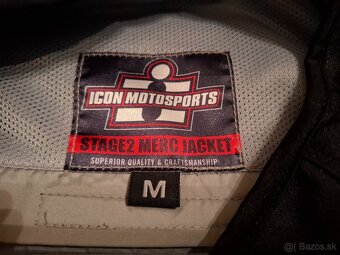 ICON MOTOSPORTS
STAGE2 MERC JACKET
SUPERIOR QUALITY & CRAFTSMANSHIP
M
Bazos.sk